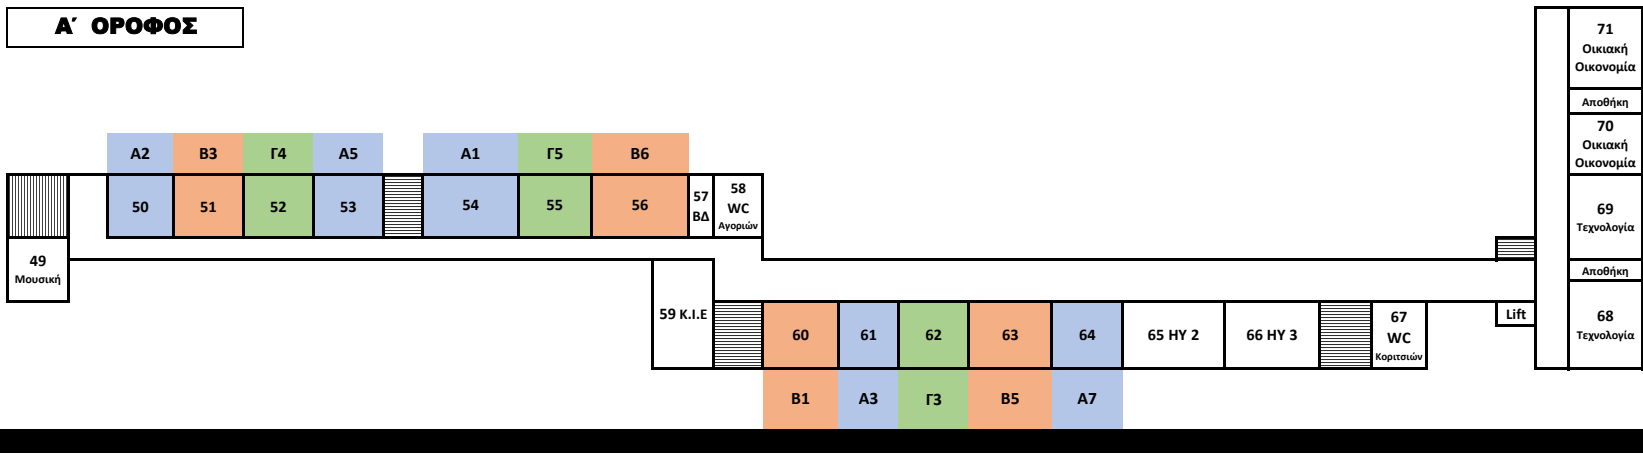 Α΄ ΟΡΟΦΟΣ
71
Οικιακή
Οικονομία
Αποθήκη
70
Οικιακή
Οικονομία
Α2 Β3 Γ4 Α5 Α1 Γ5 Β6
50 51 52 53 54 55 56
57
ΒΔ
58
WC
Αγοριών
69
Τεχνολογία
49
Μουσική
Αποθήκη
59 Κ.Ι.Ε
60 61 62 63 64 65 ΗΥ 2 66 ΗΥ 3
67
WC
Κοριτσιών
Lift
68
Τεχνολογία
Β1 Α3 Γ3 Β5 Α7